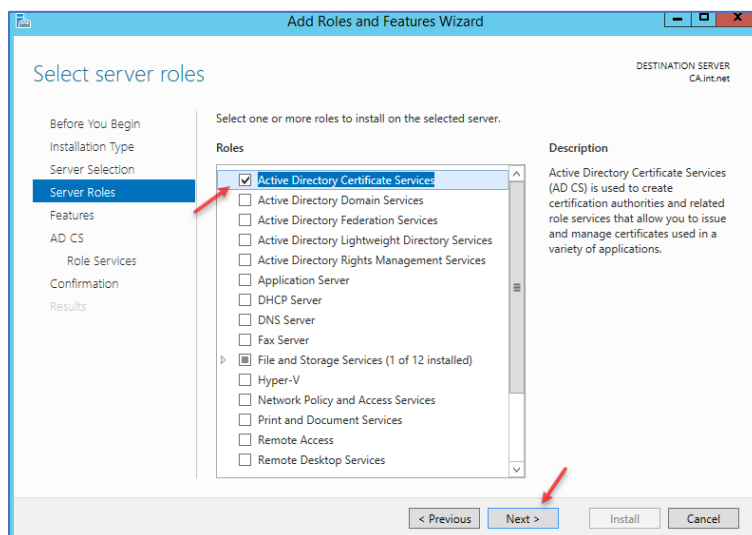 Add Roles and Features Wizard
Select server roles
DESTINATION SERVER
CA.int.net
Before You Begin
Installation Type
Server Selection
Server Roles
Features
AD CS
Role Services
Confirmation
Results
Select one or more roles to install on the selected server.
Roles
Active Directory Certificate Services
Active Directory Domain Services
Active Directory Federation Services
Active Directory Lightweight Directory Services
Active Directory Rights Management Services
Application Server
DHCP Server
DNS Server
Fax Server
File and Storage Services (1 of 12 installed)
Hyper-V
Network Policy and Access Services
Print and Document Services
Remote Access
Remote Desktop Services
Description
Active Directory Certificate Services
(AD CS) is used to create
certification authorities and related
role services that allow you to issue
and manage certificates used in a
variety of applications.
< Previous
Next >
Install
Cancel